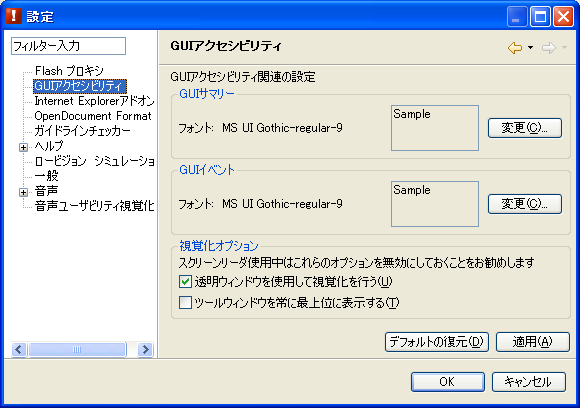 設定
フィルター入力
Flash プロキシ
GUIアクセシビリティ
Internet Explorerアドオン
OpenDocument Format
ガイドラインチェッカー
ヘルプ
ロービジョン シミュレーショ
一般
音声
音声ユーザビリティ視覚化
GUIアクセシビリティ
GUIアクセシビリティ関連の設定
GUIサマリー
フォント: MS UI Gothic-regular-9
Sample
変更(C)...
GUIイベント
フォント: MS UI Gothic-regular-9
Sample
変更(C)...
視覚化オプション
スクリーンリーダ使用中はこれらのオプションを無効にしておくことをお勧めします
透明ウィンドウを使用して視覚化を行う(U)
ツールウィンドウを常に最上位に表示する(T)
デフォルトの復元(D)
適用(A)
OK
キャンセル